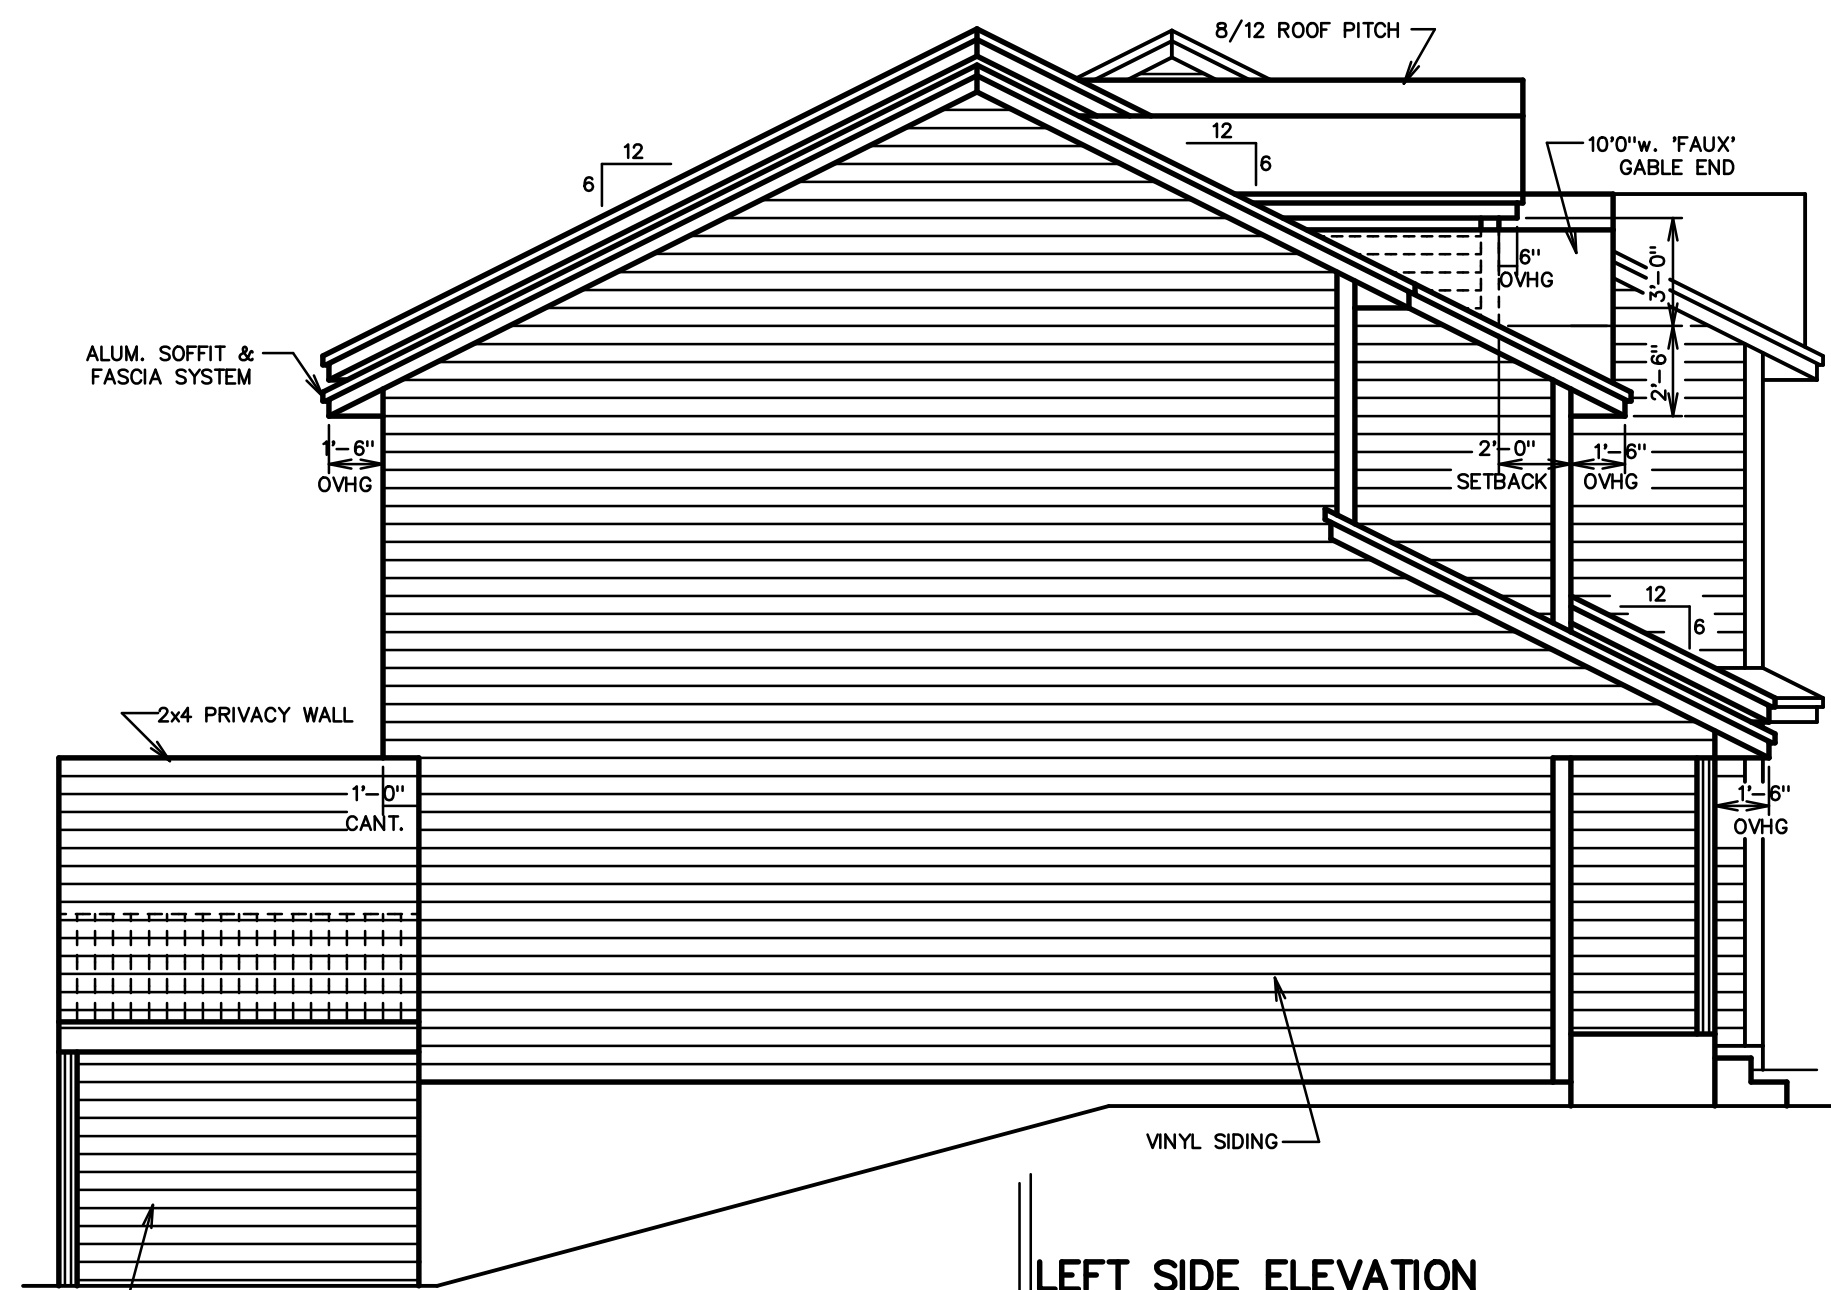 8/12 ROOF PITCH
12
6
12
6
10'0"w. 'FAUX'
GABLE END
6"
OVHG
3'-0"
2'-6"
ALUM. SOFFIT &
FASCIA SYSTEM
1'-6"
OVHG
2'-0"
SETBACK
1'-6"
OVHG
12
6
2x4 PRIVACY WALL
1'-0"
CANT.
1'-6"
OVHG
VINYL SIDING
LEFT SIDE ELEVATION